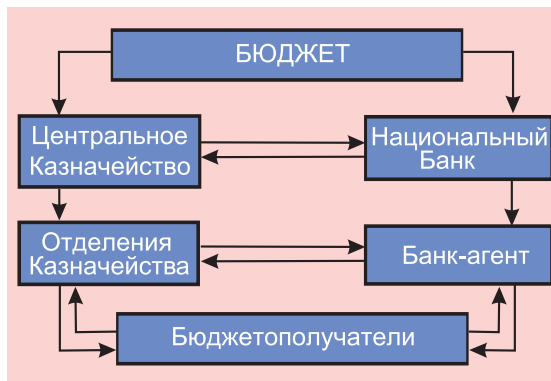 БЮДЖЕТ
Центральное
Казначейство
Национальный
Банк
Отделения
Казначейства
Банк-агент
Бюджетополучатели